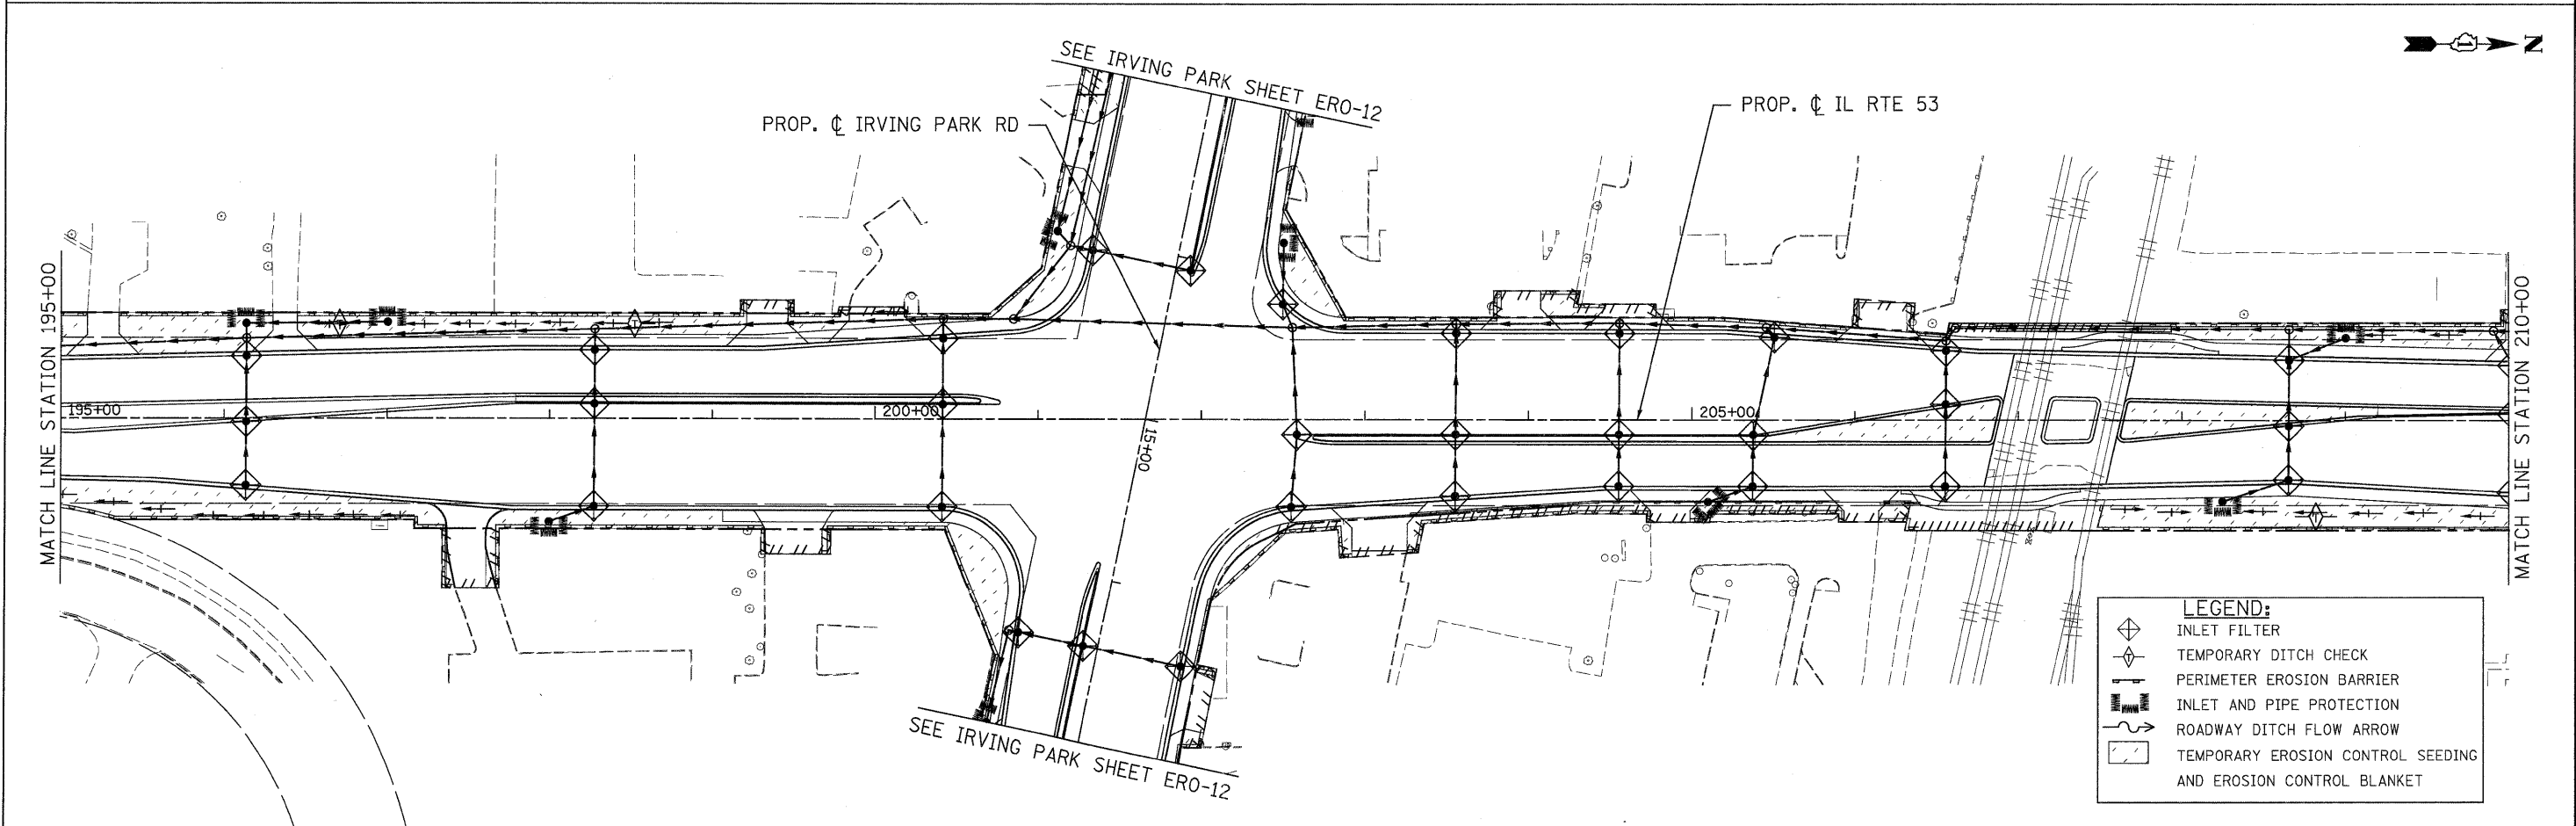 SEE IRVING PARK SHEET ERO-12
N
PROP. ℄ IRVING PARK RD
PROP. ℄ IL RTE 53
MATCH LINE STATION 195+00
195+00
200+00
205+00
15+00
MATCH LINE STATION 210+00
SEE IRVING PARK SHEET ERO-12
LEGEND:
INLET FILTER
T TEMPORARY DITCH CHECK
PERIMETER EROSION BARRIER
INLET AND PIPE PROTECTION
ROADWAY DITCH FLOW ARROW
TEMPORARY EROSION CONTROL SEEDING
AND EROSION CONTROL BLANKET